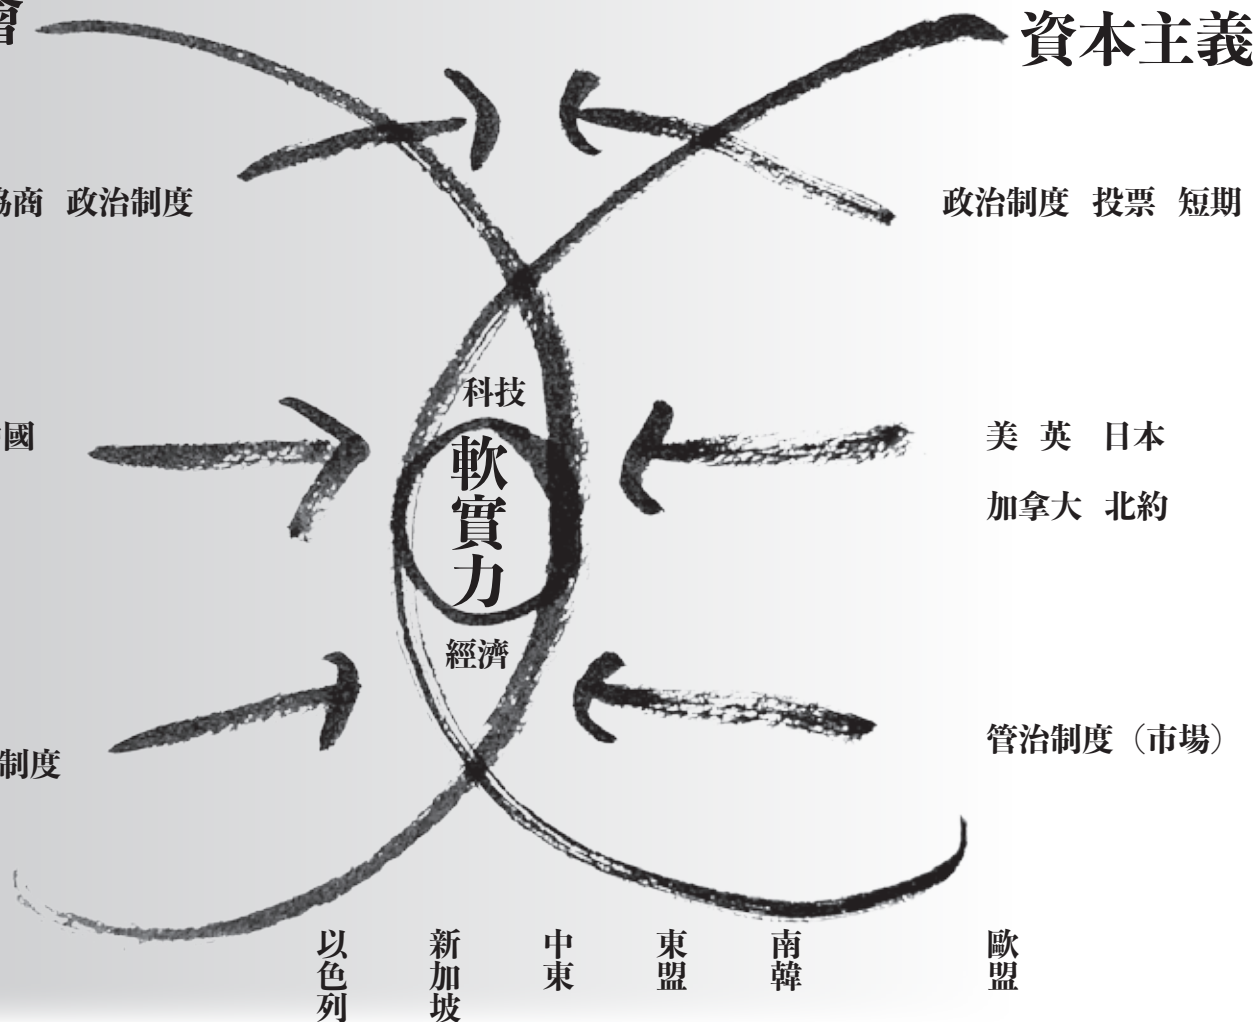 會 資本主義
協商 政治制度 政治制度 投票 短期
科技
國 美 英 日本
軟實力
加拿大 北約
經濟
制度 管治制度（市場）
以色列 新加坡 中東 東盟 南韓 歐盟